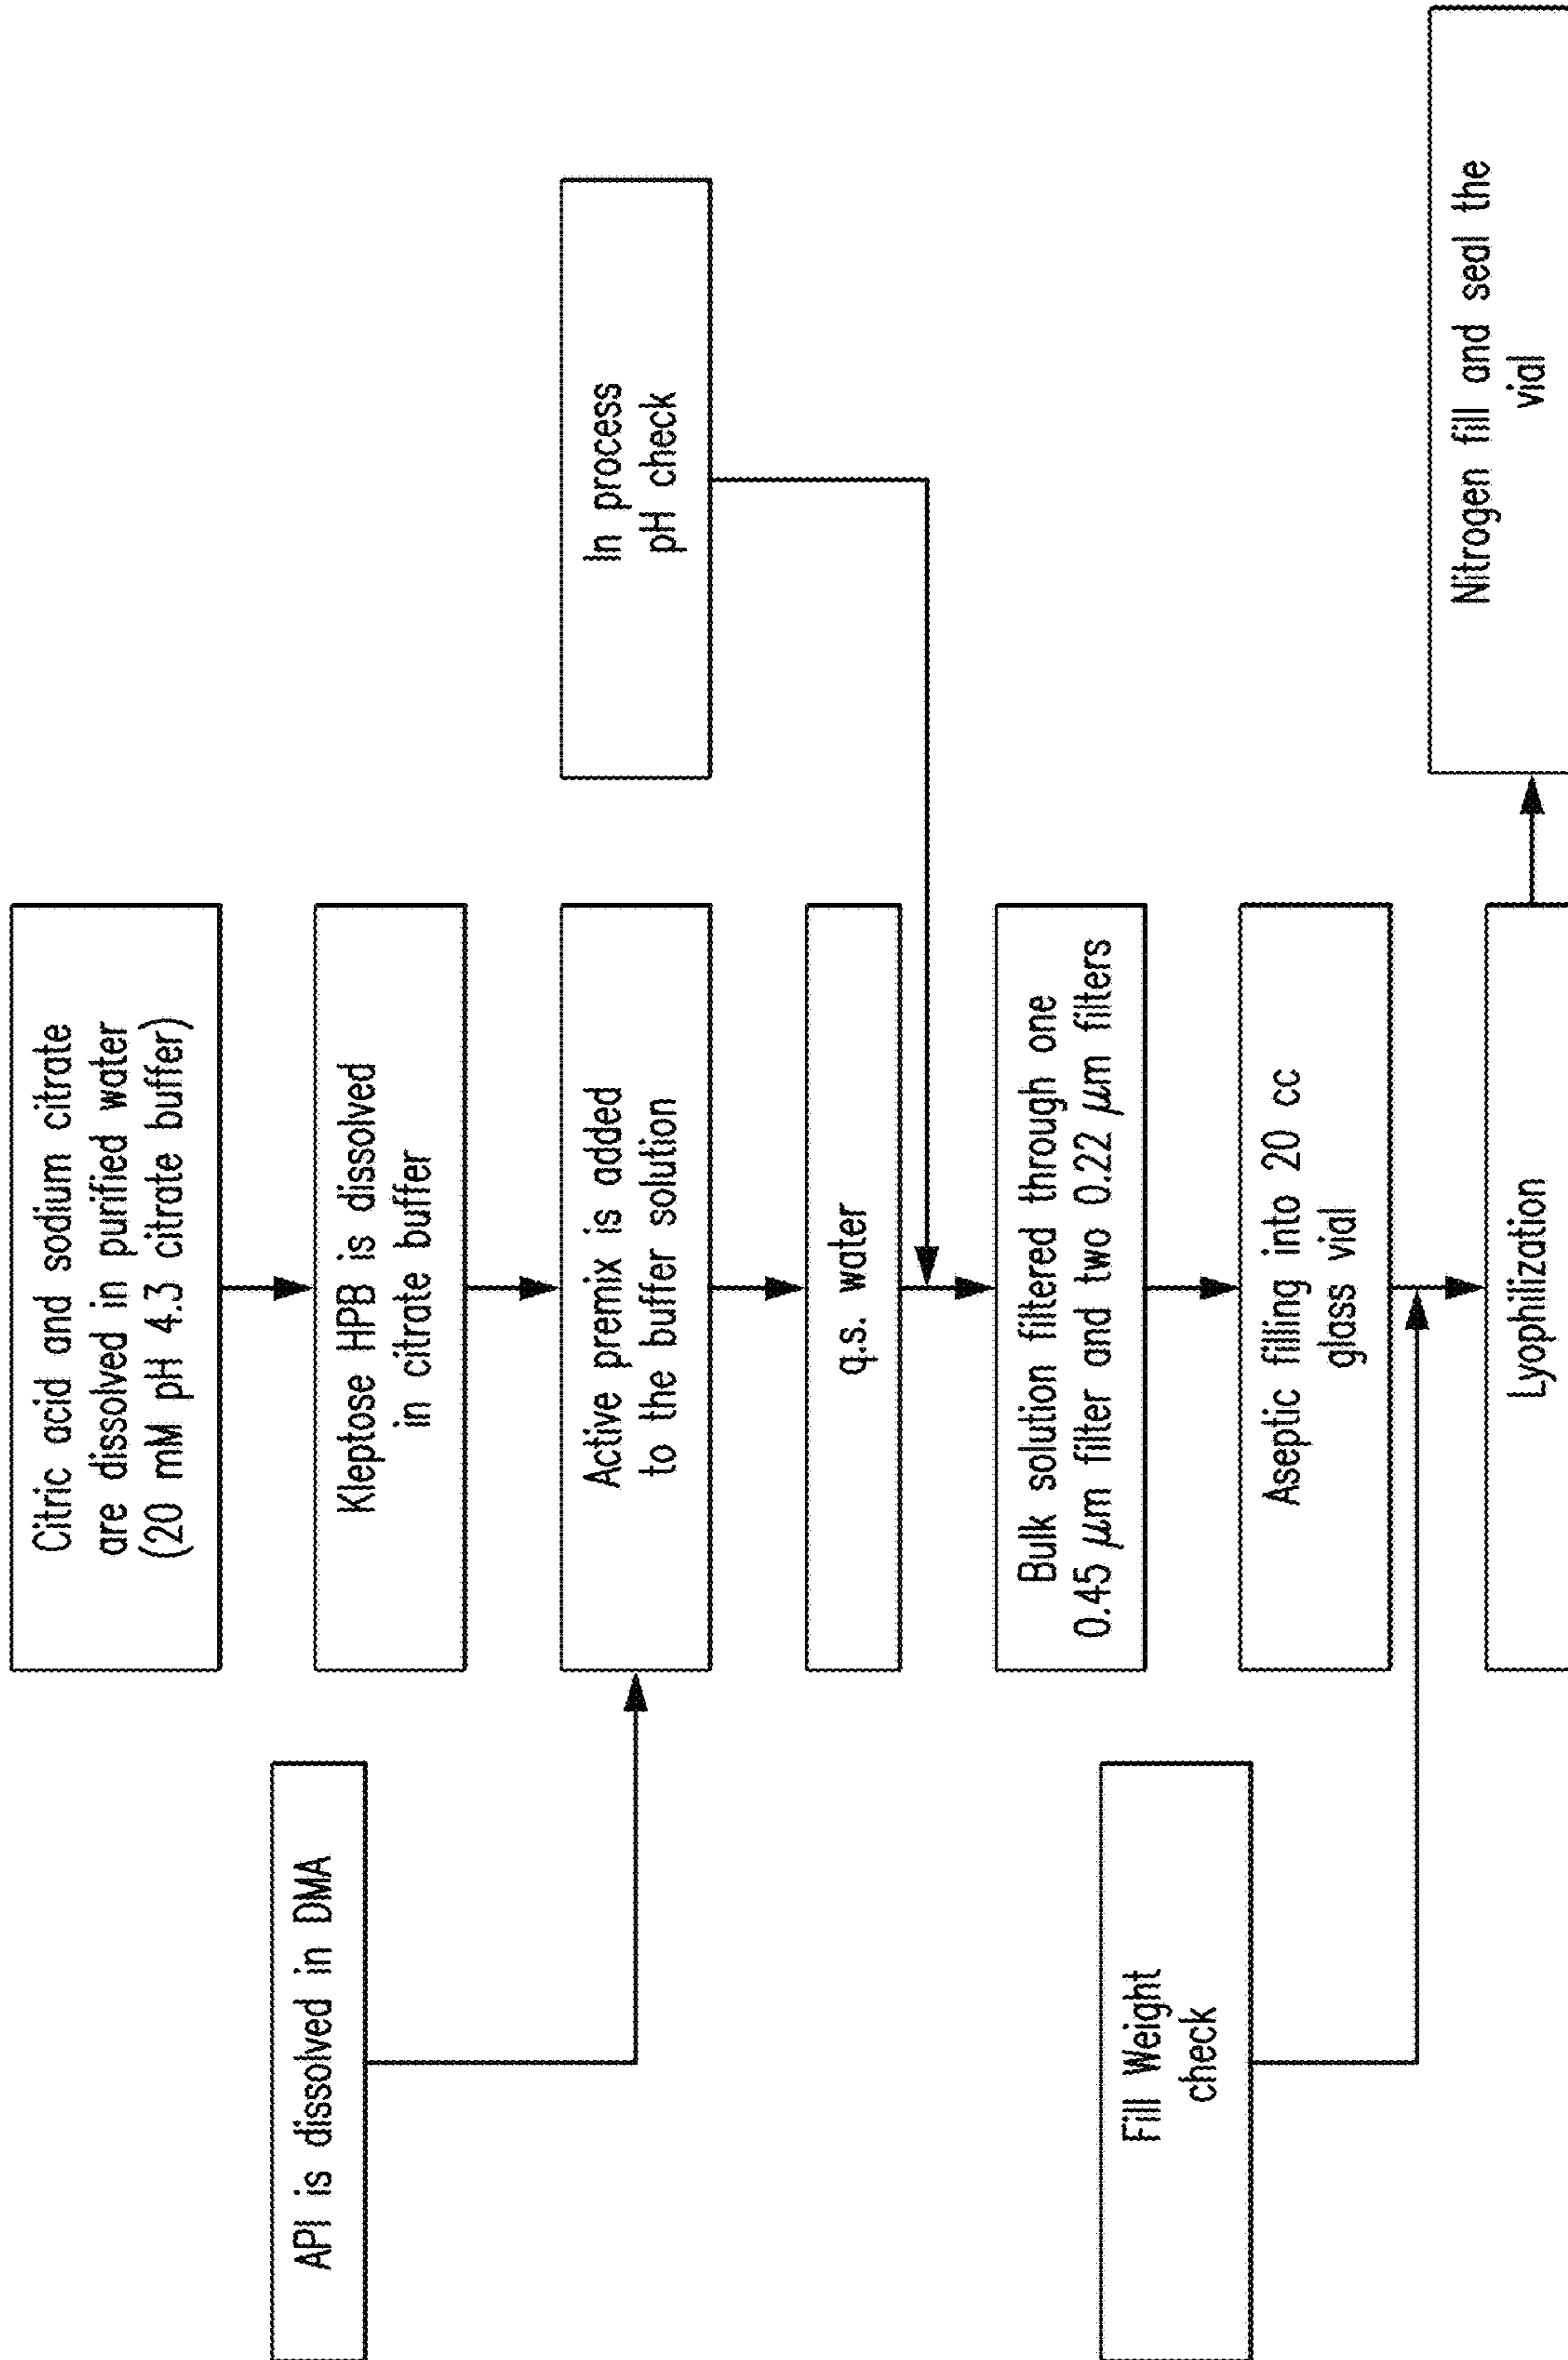 Citric acid and sodium citrate
are dissolved in purified water
(20 mM pH 4.3 citrate buffer)
API is dissolved in DMA
Kleptose HPB is dissolved
in citrate buffer
Active premix is added
to the buffer solution
In process
pH check
q.s. water
Bulk solution filtered through one
0.45 μm filter and two 0.22 μm filters
Fill Weight
check
Aseptic filling into 20 cc
glass vial
Lyophilization
Nitrogen fill and seal the
vial